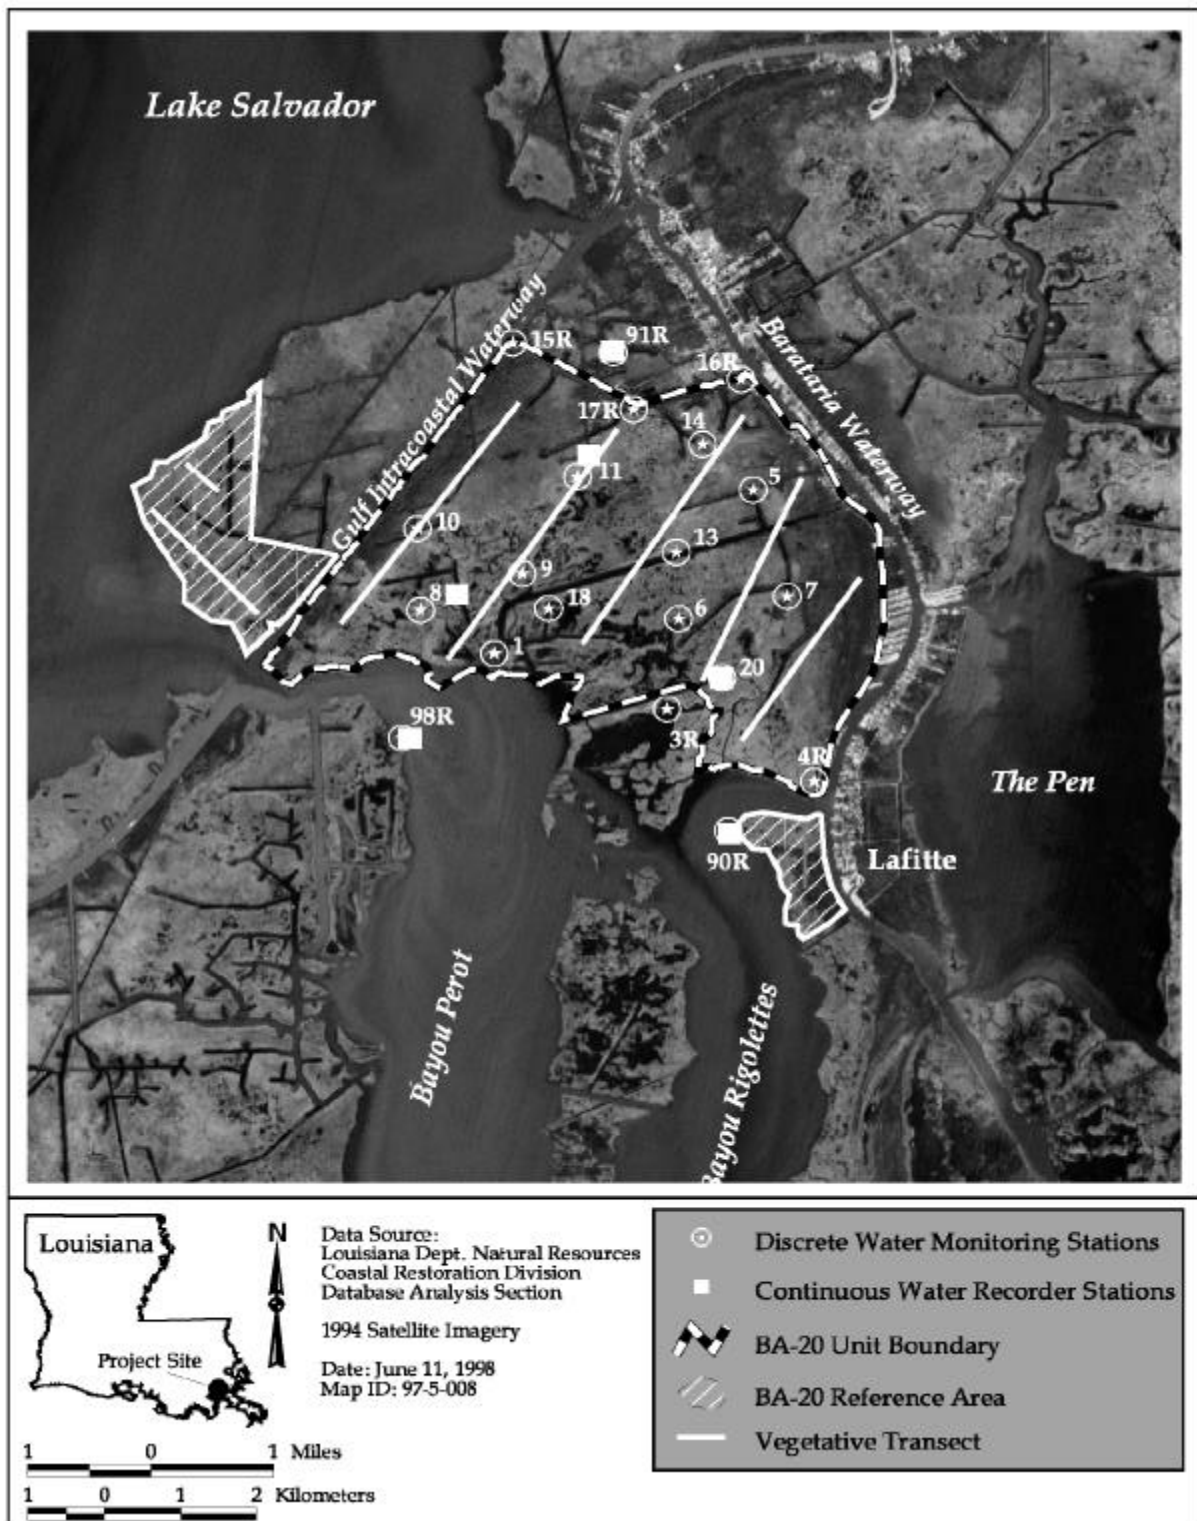 Lake Salvador
Gulf Intracoastal Waterway
15R
91R
16R
Barataria Waterway
17R
14
11
5
10
13
9
8
18
7
6
1
20
98R
3R
4R
The Pen
90R
Lafitte
Bayou Perot
Bayou Rigolettes
Louisiana
Project Site
N
Data Source:
Louisiana Dept. Natural Resources
Coastal Restoration Division
Database Analysis Section
1994 Satellite Imagery
Date: June 11, 1998
Map ID: 97-5-008
1 0 1 Miles
1 0 1 2 Kilometers
Discrete Water Monitoring Stations
Continuous Water Recorder Stations
BA-20 Unit Boundary
BA-20 Reference Area
Vegetative Transect